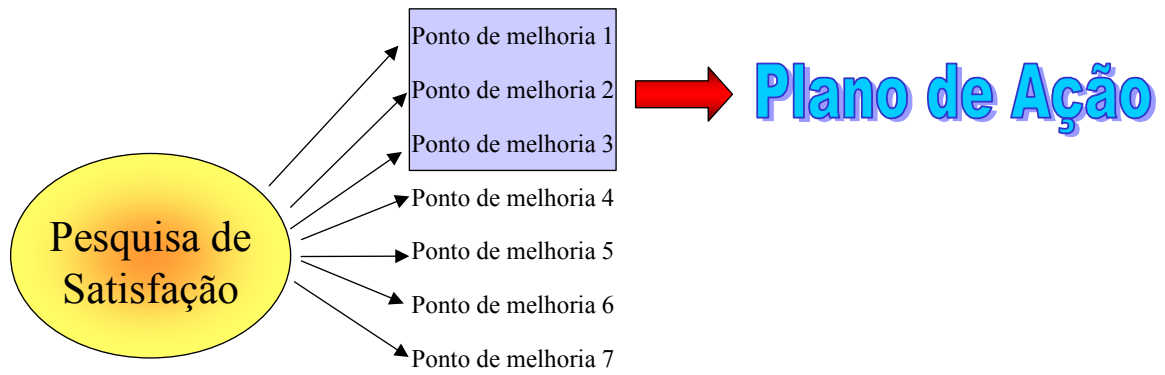 Ponto de melhoria 1
Ponto de melhoria 2
Ponto de melhoria 3
Plano de Ação
Ponto de melhoria 4
Ponto de melhoria 5
Ponto de melhoria 6
Ponto de melhoria 7
Pesquisa de
Satisfação